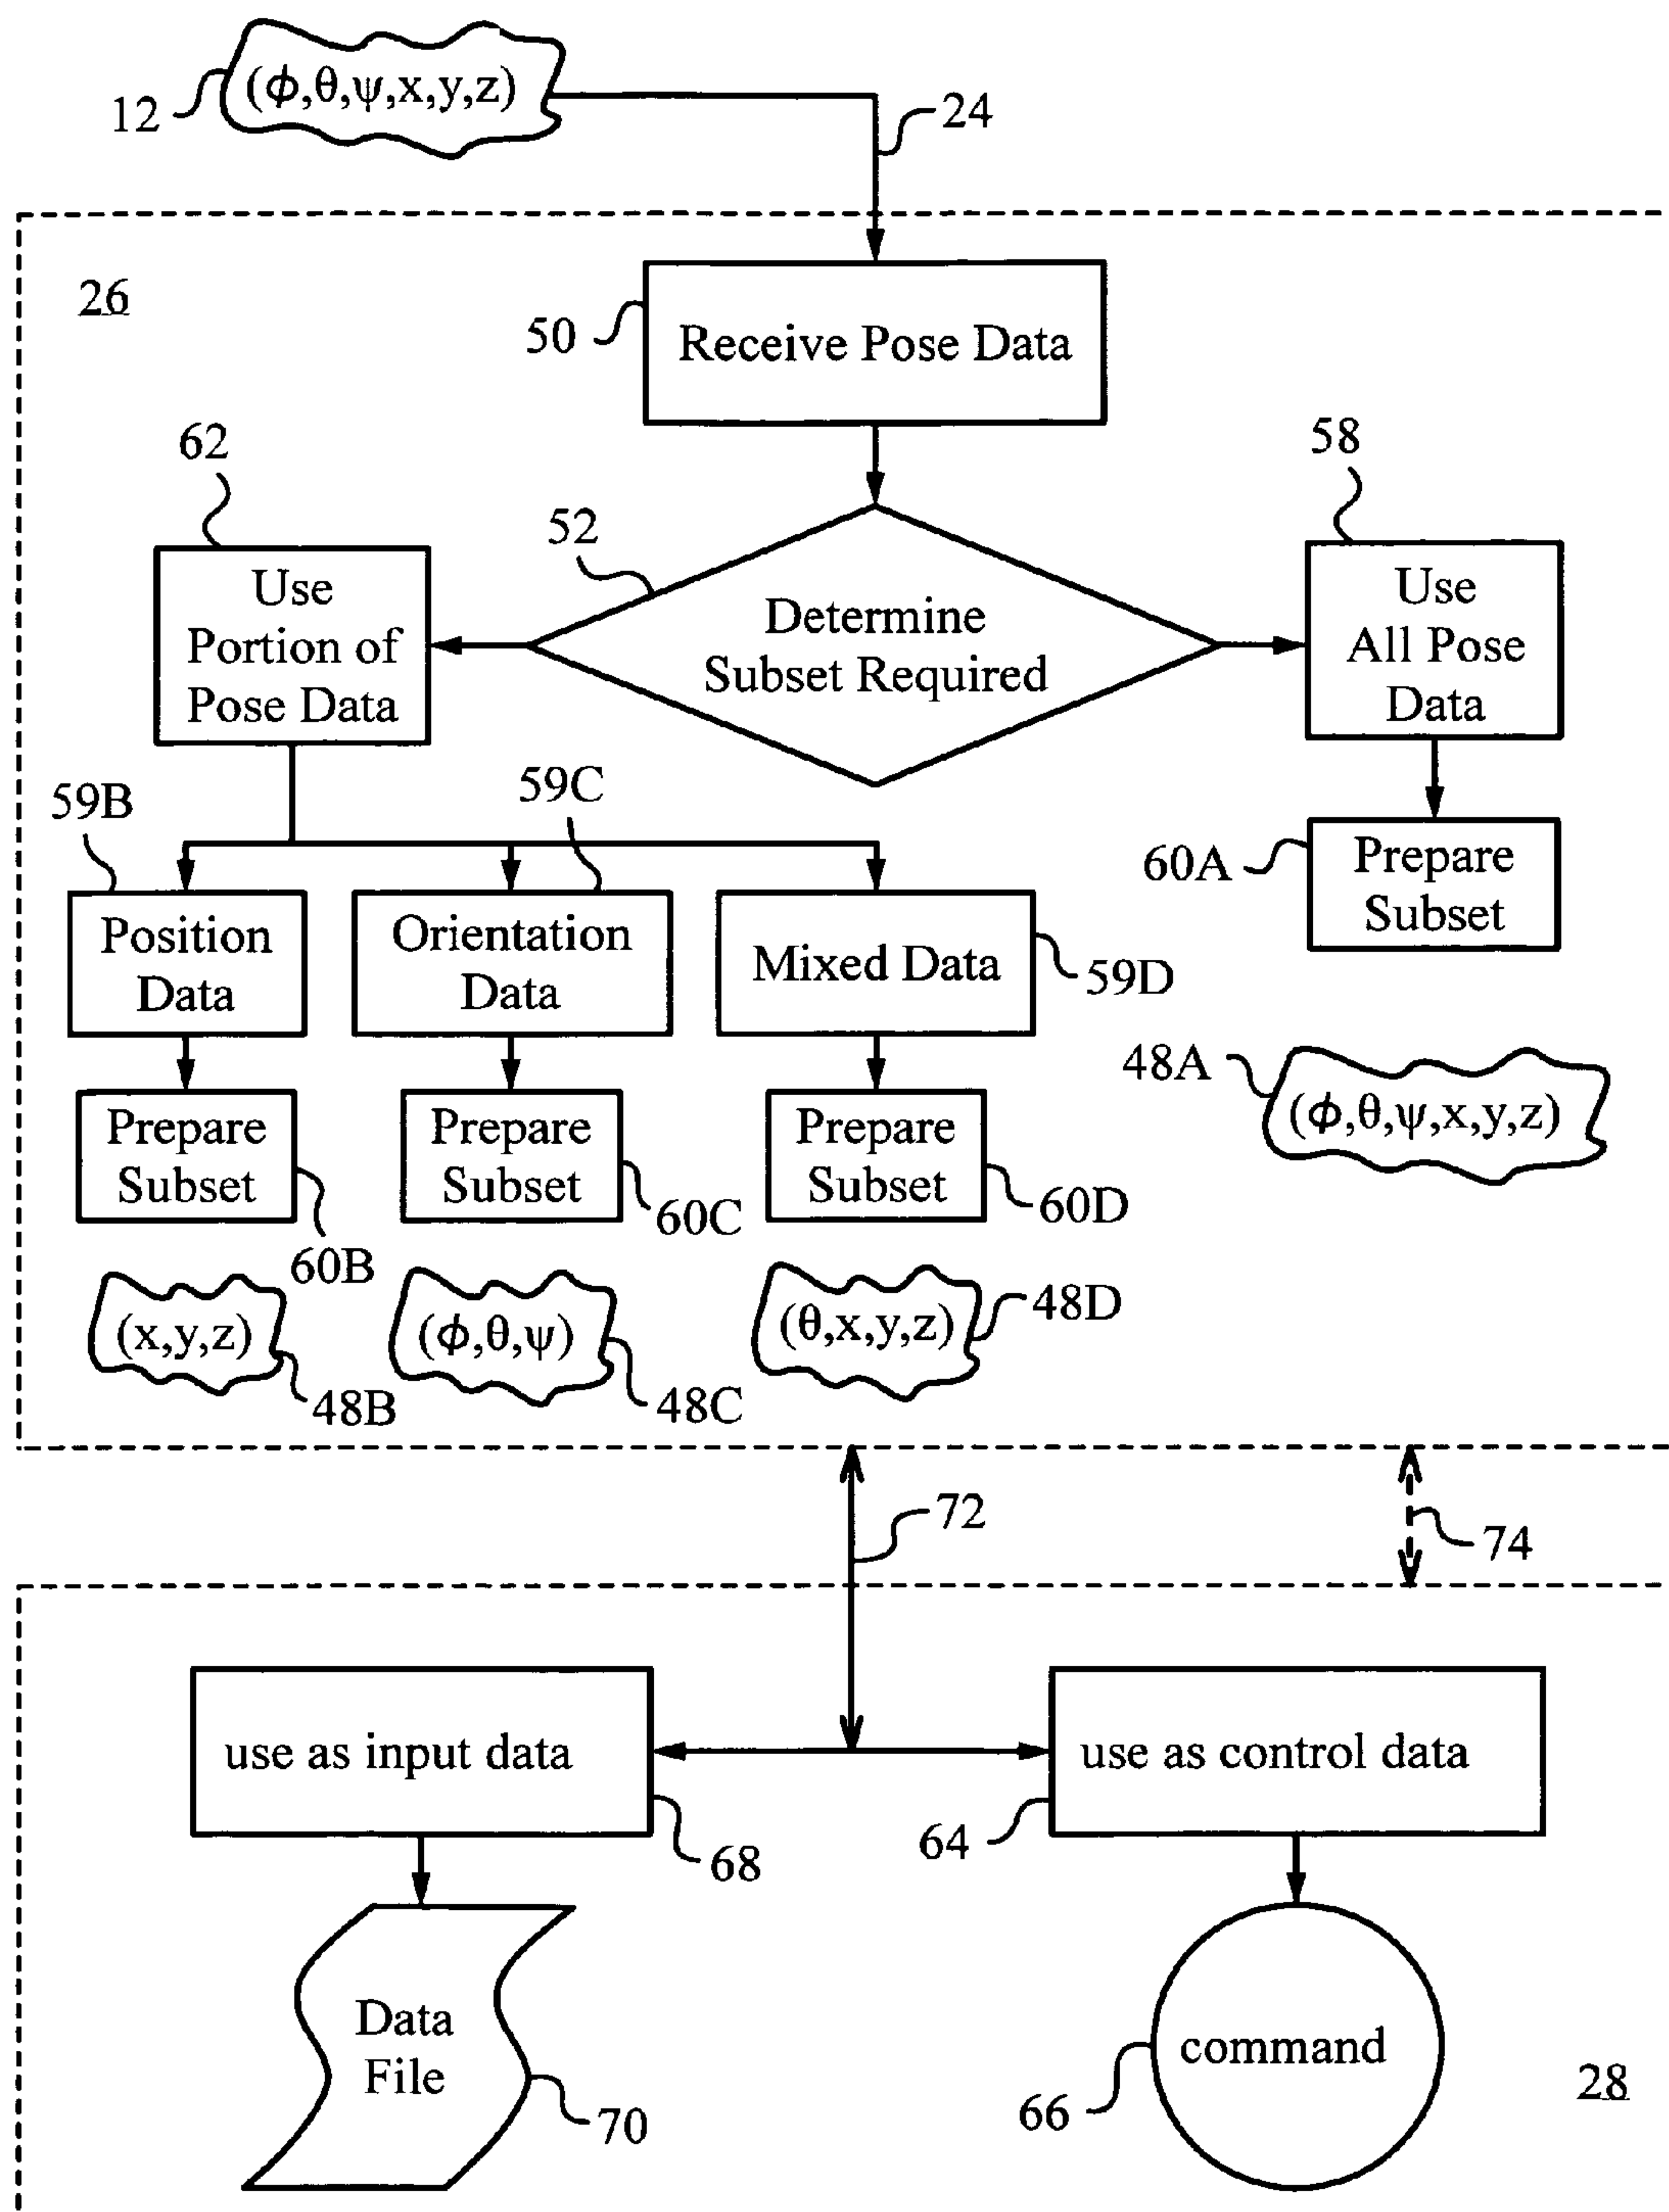 (ϕ,θ,ψ,x,y,z)
12
24
26
50
Receive Pose Data
62
52
58
Use
Portion of
Pose Data
Determine
Subset Required
Use
All Pose
Data
59B
59C
60A
Prepare
Subset
Position
Data
Orientation
Data
Mixed Data
59D
48A
(ϕ,θ,ψ,x,y,z)
Prepare
Subset
Prepare
Subset
Prepare
Subset
60B
60C
60D
(x,y,z)
(ϕ,θ,ψ)
(θ,x,y,z)
48B
48C
48D
72
74
use as input data
use as control data
68
64
Data
File
command
70
66
28